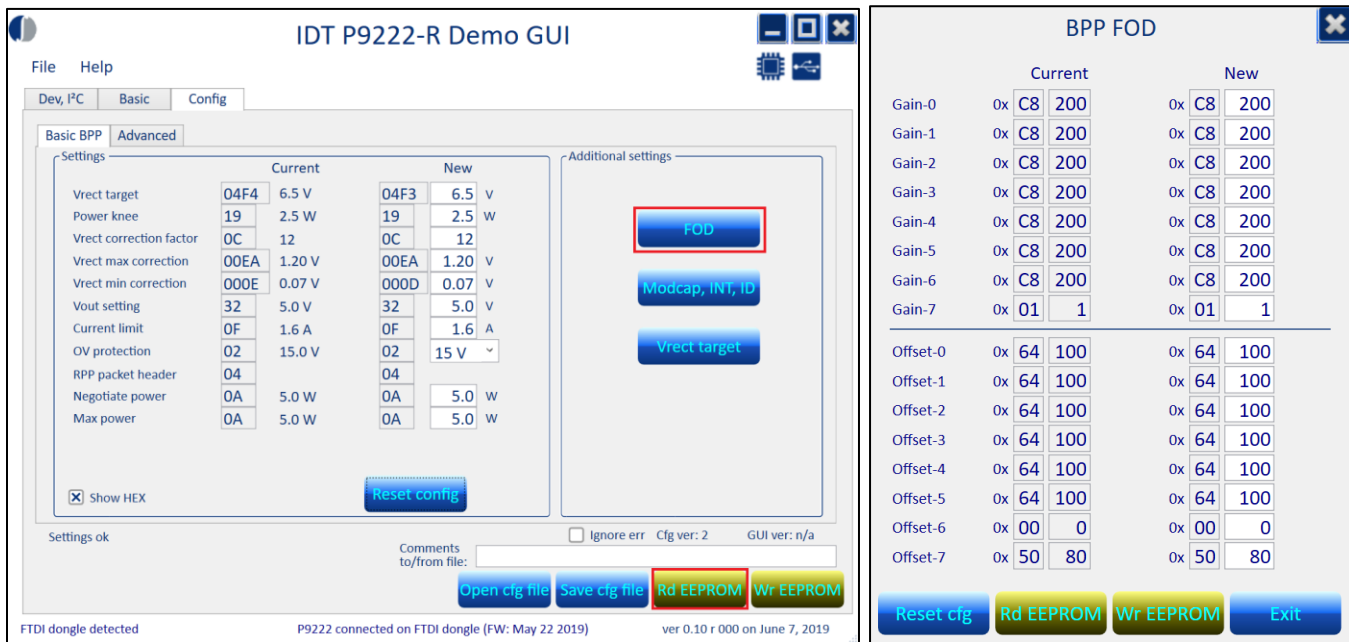 IDT P9222-R Demo GUI
File Help
Dev, I²C Basic Config
Basic BPP Advanced
Settings
Current New
Vrect target 04F4 6.5 V 04F3 6.5 V
Power knee 19 2.5 W 19 2.5 W
Vrect correction factor 0C 12 0C 12
Vrect max correction 00EA 1.20 V 00EA 1.20 V
Vrect min correction 000E 0.07 V 000D 0.07 V
Vout setting 32 5.0 V 32 5.0 V
Current limit 0F 1.6 A 0F 1.6 A
OV protection 02 15.0 V 02 15 V
RPP packet header 04 04
Negotiate power 0A 5.0 W 0A 5.0 W
Max power 0A 5.0 W 0A 5.0 W
Show HEX
Reset config
Additional settings
FOD
Modcap, INT, ID
Vrect target
Settings ok
Ignore err Cfg ver: 2 GUI ver: n/a
Comments
to/from file:
Open cfg file Save cfg file Rd EEPROM Wr EEPROM
FTDI dongle detected P9222 connected on FTDI dongle (FW: May 22 2019) ver 0.10 r 000 on June 7, 2019
BPP FOD
Current New
Gain-0 0x C8 200 0x C8 200
Gain-1 0x C8 200 0x C8 200
Gain-2 0x C8 200 0x C8 200
Gain-3 0x C8 200 0x C8 200
Gain-4 0x C8 200 0x C8 200
Gain-5 0x C8 200 0x C8 200
Gain-6 0x C8 200 0x C8 200
Gain-7 0x 01 1 0x 01 1
Offset-0 0x 64 100 0x 64 100
Offset-1 0x 64 100 0x 64 100
Offset-2 0x 64 100 0x 64 100
Offset-3 0x 64 100 0x 64 100
Offset-4 0x 64 100 0x 64 100
Offset-5 0x 64 100 0x 64 100
Offset-6 0x 00 0 0x 00 0
Offset-7 0x 50 80 0x 50 80
Reset cfg Rd EEPROM Wr EEPROM Exit